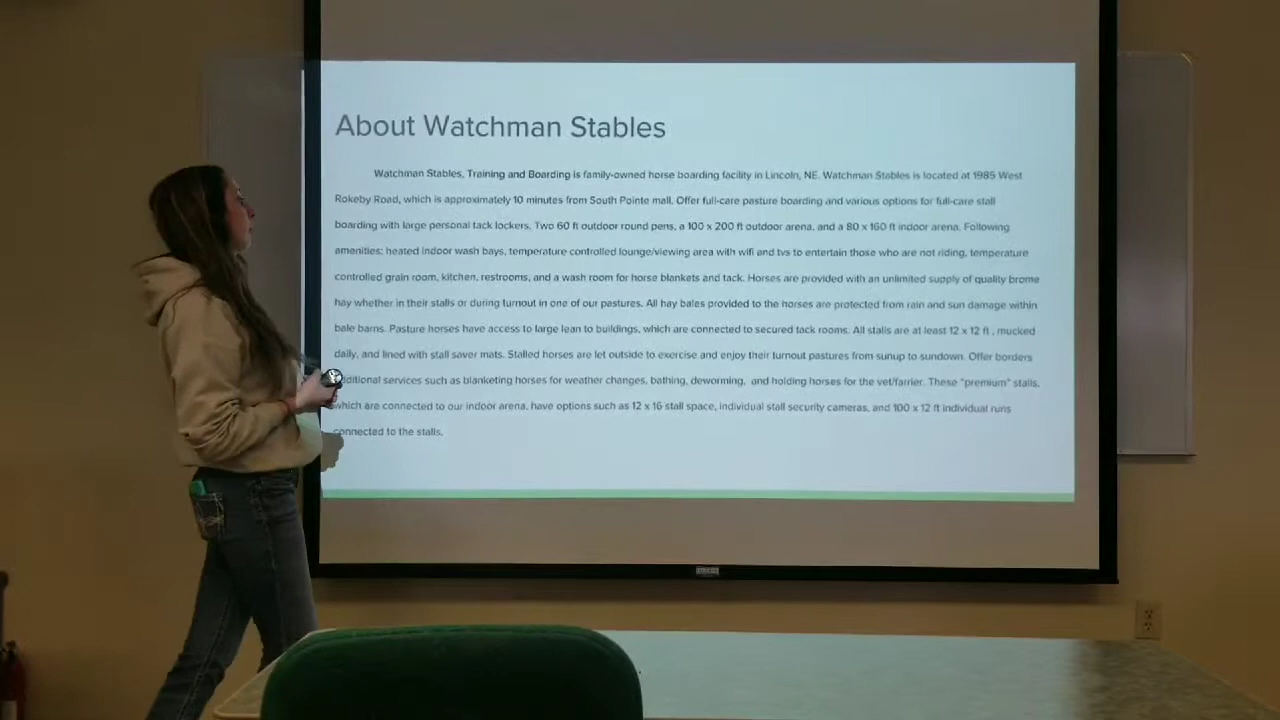 About Watchman Stables
Watchman Stables, Training and Boarding is family-owned horse boarding facility in Lincoln, NE. Watchman Stables is located at 1985 West
Rokeby Road, which is approximately 10 minutes from South Pointe mall. Offer full-care pasture boarding and various options for full-care stall
boarding with large personal tack lockers. Two 60 ft outdoor round pens, a 100 x 200 ft outdoor arena, and a 80 x 160 ft indoor arena. Following
amenities: heated indoor wash bays, temperature controlled lounge/viewing area with wifi and tvs to entertain those who are not riding, temperature
controlled grain room, kitchen, restrooms, and a wash room for horse blankets and tack. Horses are provided with an unlimited supply of quality brome
hay whether in their stalls or during turnout in one of our pastures. All hay bales provided to the horses are protected from rain and sun damage within
bale barns. Pasture horses have access to large lean to buildings, which are connected to secured tack rooms. All stalls are at least 12 x 12 ft , mucked
daily, and lined with stall saver mats. Stalled horses are let outside to exercise and enjoy their turnout pastures from sunup to sundown. Offer borders
additional services such as blanketing horses for weather changes, bathing, deworming, and holding horses for the vet/farrier. These "premium" stalls,
which are connected to our indoor arena, have options such as 12 x 16 stall space, individual stall security cameras, and 100 x 12 ft individual runs
connected to the stalls.